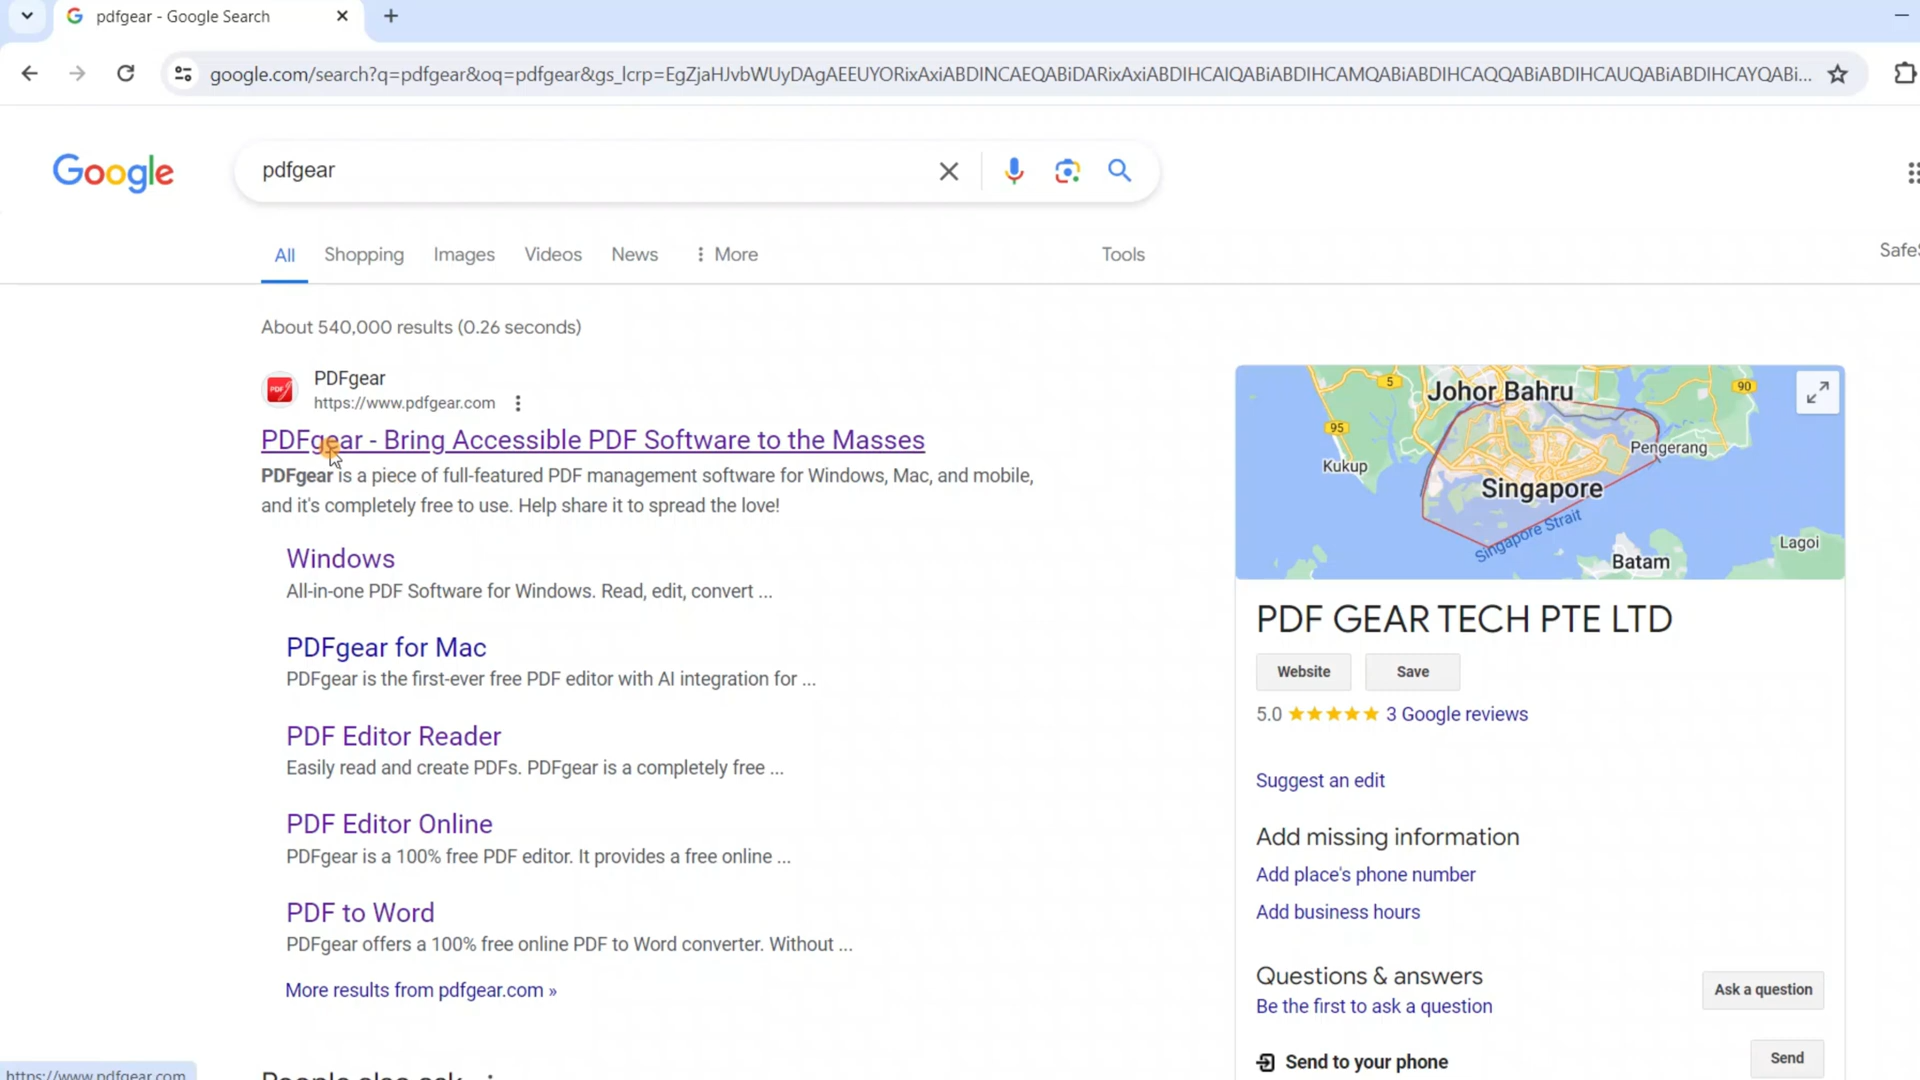 pdfgear - Google Search
google.com/search?q=pdfgear&oq=pdfgear&gs_lcrp=EgZjaHJvbWUyDAgAEEUYORixAxiABDINCAEQABiDARixAxiABDIHCAIQABiABDIHCAMQABiABDIHCAQQABiABDIHCAUQABiABDIHCAYQABi...
Google
pdfgear
All Shopping Images Videos News More Tools
SafeS
About 540,000 results (0.26 seconds)
PDFgear
https://www.pdfgear.com
PDFgear - Bring Accessible PDF Software to the Masses
PDFgear is a piece of full-featured PDF management software for Windows, Mac, and mobile,
and it's completely free to use. Help share it to spread the love!
Windows
All-in-one PDF Software for Windows. Read, edit, convert ...
PDFgear for Mac
PDFgear is the first-ever free PDF editor with AI integration for ...
PDF Editor Reader
Easily read and create PDFs. PDFgear is a completely free ...
PDF Editor Online
PDFgear is a 100% free PDF editor. It provides a free online ...
PDF to Word
PDFgear offers a 100% free online PDF to Word converter. Without ...
More results from pdfgear.com »
People also ask
https://www.pdfgear.com
Johor Bahru
5
90
95
Pengerang
Kukup
Singapore
Singapore Strait
Lagoi
Batam
PDF GEAR TECH PTE LTD
Website Save
5.0 3 Google reviews
Suggest an edit
Add missing information
Add place's phone number
Add business hours
Questions & answers
Ask a question
Be the first to ask a question
Send to your phone
Send